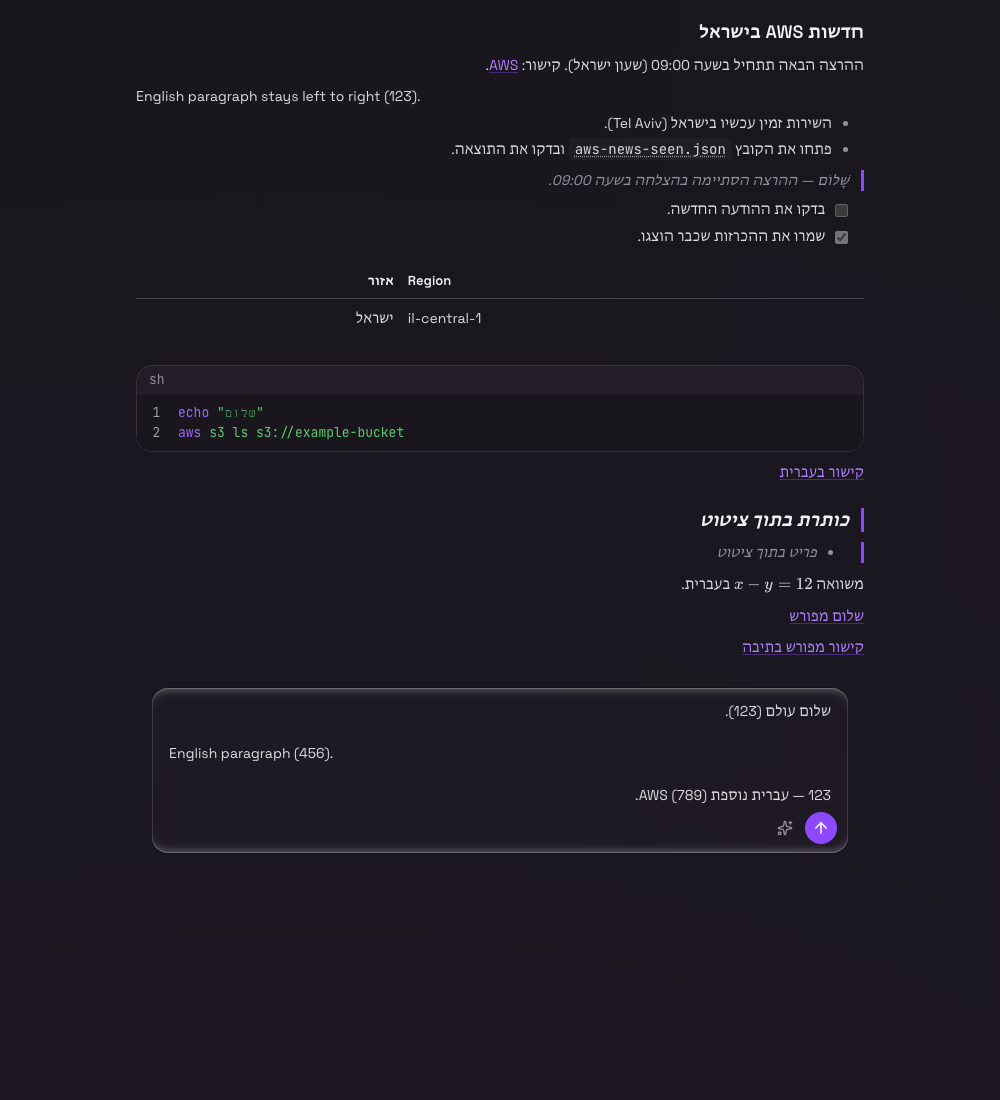 חדשות AWS בישראל
ההרצה הבאה תתחיל בשעה 09:00 (שעון ישראל). קישור: AWS.
English paragraph stays left to right (123).
• השירות זמין עכשיו בישראל (Tel Aviv).
• פתחו את הקובץ aws-news-seen.json ובדקו את התוצאה.
שָׁלוֹם — ההרצה הסתיימה בהצלחה בשעה 09:00.
בדקו את ההודעה החדשה.
שמרו את ההכרזות שכבר הוצגו.
אזור Region
ישראל il-central-1
sh
1 echo "שלום"
2 aws s3 ls s3://example-bucket
קישור בעברית
כותרת בתוך ציטוט
• פריט בתוך ציטוט
משוואה x − y = 12 בעברית.
שלום מפורש
קישור מפורש בתיבה
שלום עולם (123).
English paragraph (456).
123 — עברית נוספת AWS (789).